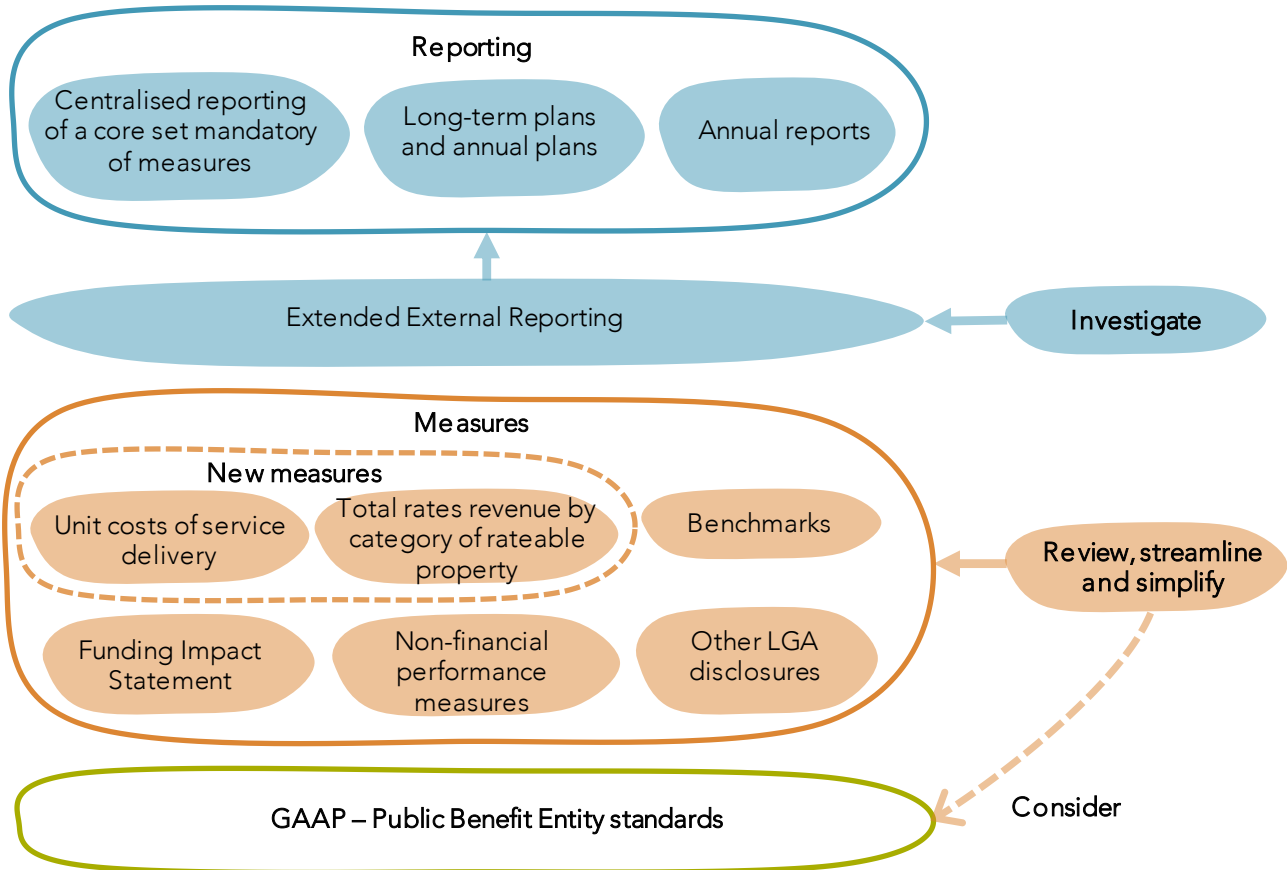 Reporting
Centralised reporting
of a core set mandatory
of measures
Long-term plans
and annual plans
Annual reports
Extended External Reporting
Investigate
Measures
New measures
Unit costs of service
delivery
Total rates revenue by
category of rateable
property
Benchmarks
Review, streamline
and simplify
Funding Impact
Statement
Non-financial
performance
measures
Other LGA
disclosures
GAAP – Public Benefit Entity standards
Consider